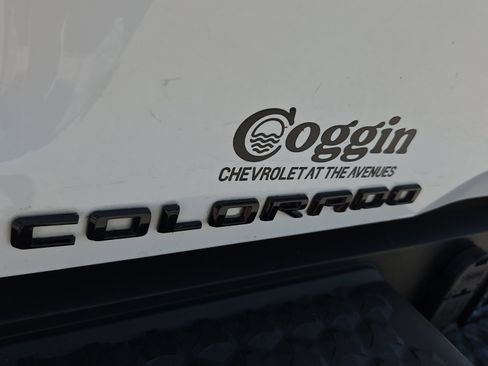 Coggin
CHEVROLET AT THE AVENUES
COLORADO